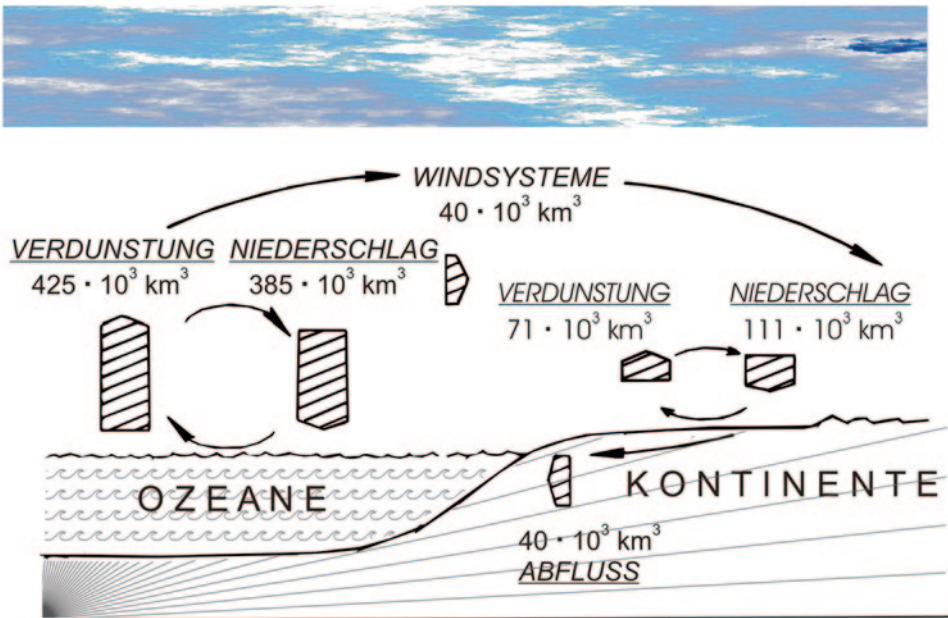 WINDSYSTEME
40 · 10³ km³
VERDUNSTUNG NIEDERSCHLAG
425 · 10³ km³ 385 · 10³ km³
VERDUNSTUNG NIEDERSCHLAG
71 · 10³ km³ 111 · 10³ km³
OZEANE KONTINENTE
40 · 10³ km³
ABFLUSS